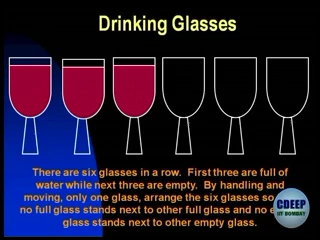 Drinking Glasses
There are six glasses in a row. First three are full of
water while next three are empty. By handling and
moving, only one glass, arrange the six glasses so
no full glass stands next to other full glass and no e
glass stands next to other empty glass.
CDEEP
IIT BOMBAY